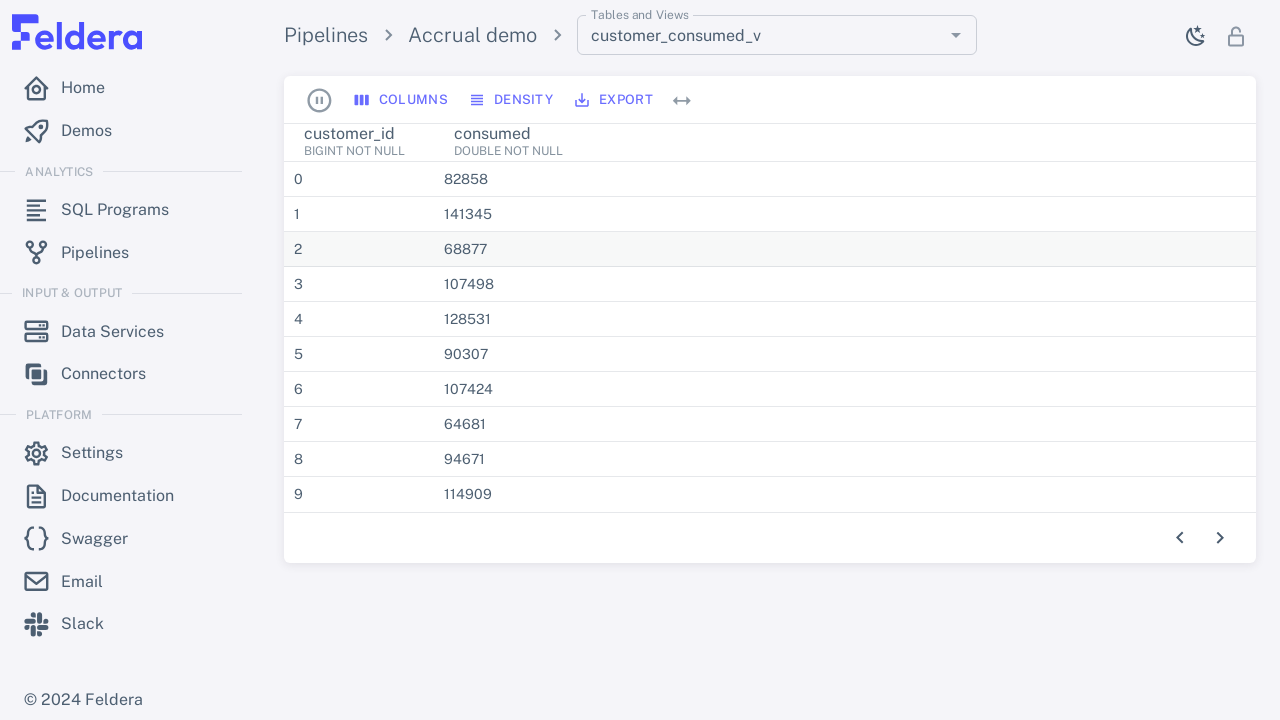 Feldera
Home
Demos
ANALYTICS
SQL Programs
Pipelines
INPUT & OUTPUT
Data Services
Connectors
PLATFORM
Settings
Documentation
Swagger
Email
Slack
© 2024 Feldera
Pipelines
Accrual demo
Tables and Views
customer_consumed_v
COLUMNS DENSITY EXPORT
customer_id consumed
BIGINT NOT NULL DOUBLE NOT NULL
0 82858
1 141345
2 68877
3 107498
4 128531
5 90307
6 107424
7 64681
8 94671
9 114909